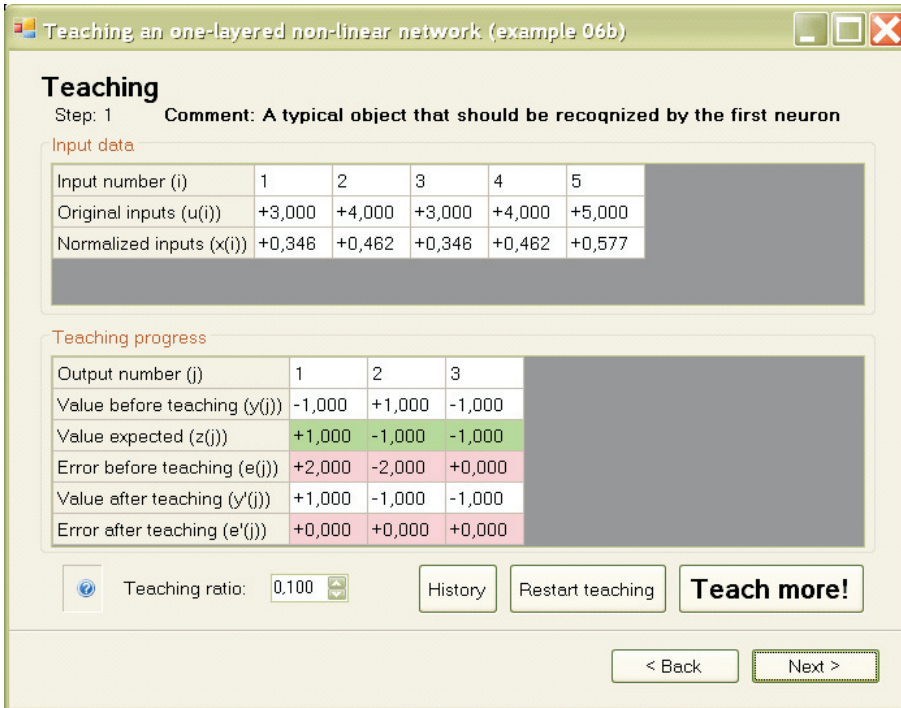 Teaching an one-layered non-linear network (example 06b)
Teaching
Step: 1 Comment: A typical object that should be recognized by the first neuron
Input data
Input number (i) 1 2 3 4 5
Original inputs (u(i)) +3,000 +4,000 +3,000 +4,000 +5,000
Normalized inputs (x(i)) +0,346 +0,462 +0,346 +0,462 +0,577
Teaching progress
Output number (j) 1 2 3
Value before teaching (y(j)) -1,000 +1,000 -1,000
Value expected (z(j)) +1,000 -1,000 -1,000
Error before teaching (e(j)) +2,000 -2,000 +0,000
Value after teaching (y'(j)) +1,000 -1,000 -1,000
Error after teaching (e'(j)) +0,000 +0,000 +0,000
Teaching ratio: 0,100 History Restart teaching Teach more!
< Back Next >